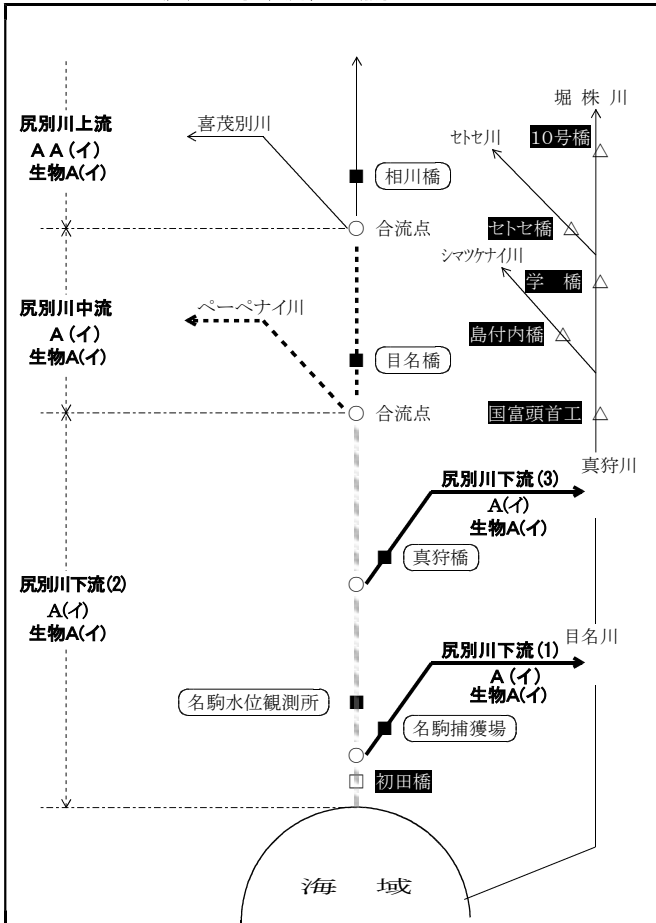 堀 株 川
尻別川上流
ＡＡ(イ)
生物A(イ)
喜茂別川
セトセ川
10号橋
相川橋
合流点
セトセ橋
シマツケナイ川
学　橋
尻別川中流
Ａ(イ)
生物A(イ)
ペーペナイ川
島付内橋
目名橋
合流点
国富頭首工
真狩川
尻別川下流(3)
A(イ)
生物A(イ)
真狩橋
尻別川下流(2)
A(イ)
生物A(イ)
目名川
尻別川下流(1)
Ａ(イ)
生物A(イ)
名駒水位観測所
名駒捕獲場
初田橋
海　域